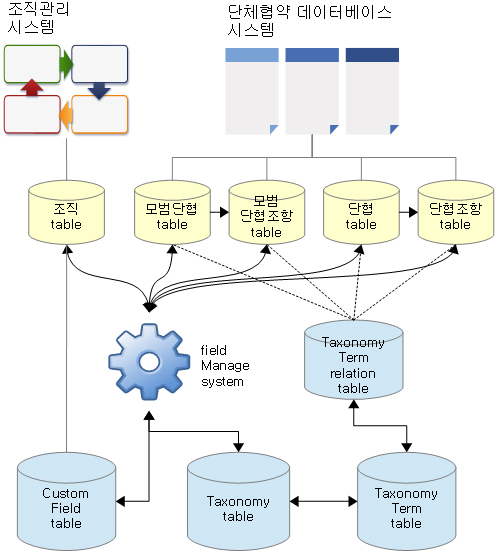 조직관리
시스템
단체협약 데이터베이스
시스템
조직
table
모범단협
table
모범
단협조항
table
단협
table
단협조항
table
field
Manage
system
Taxonomy
Term
relation
table
Custom
Field
table
Taxonomy
table
Taxonomy
Term
table